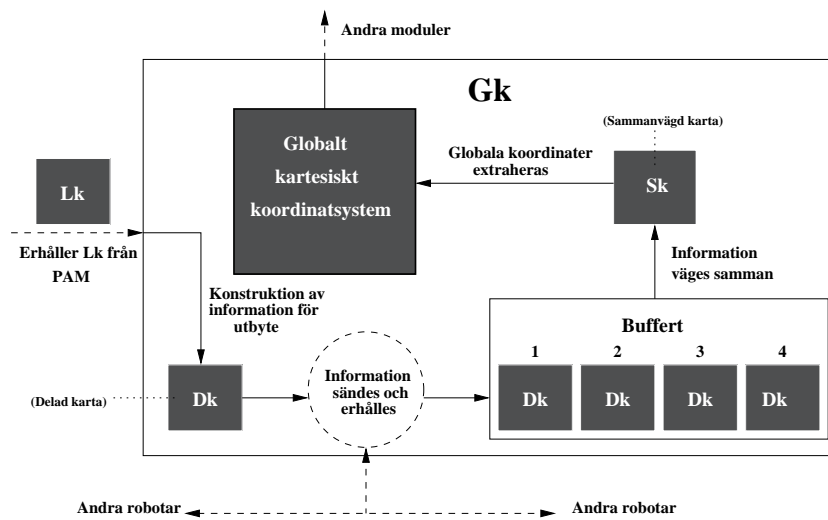 Andra moduler
Gk
(Sammanvägd karta)
Globalt
kartesiskt
koordinatsystem
Globala koordinater
extraheras
Sk
Lk
Erhåller Lk från
PAM
Information
väges samman
Konstruktion av
information för
utbyte
Buffert
1 2 3 4
(Delad karta)
Dk
Information
sändes och
erhålles
Dk Dk Dk Dk
Andra robotar
Andra robotar